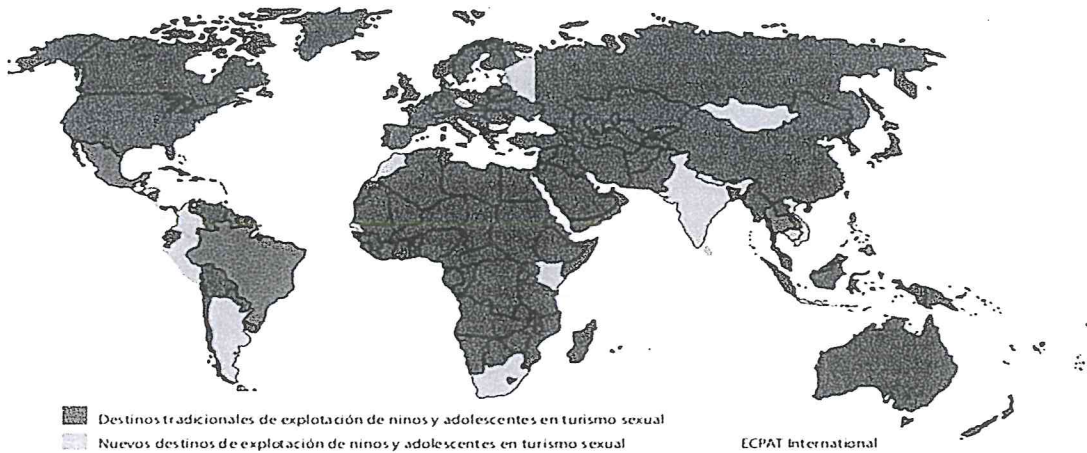 Destinos tradicionales de explotación de ninos y adolescentes en turismo sexual
Nuevos destinos de explotación de niños y adolescentes en turismo sexual
ECPAT International